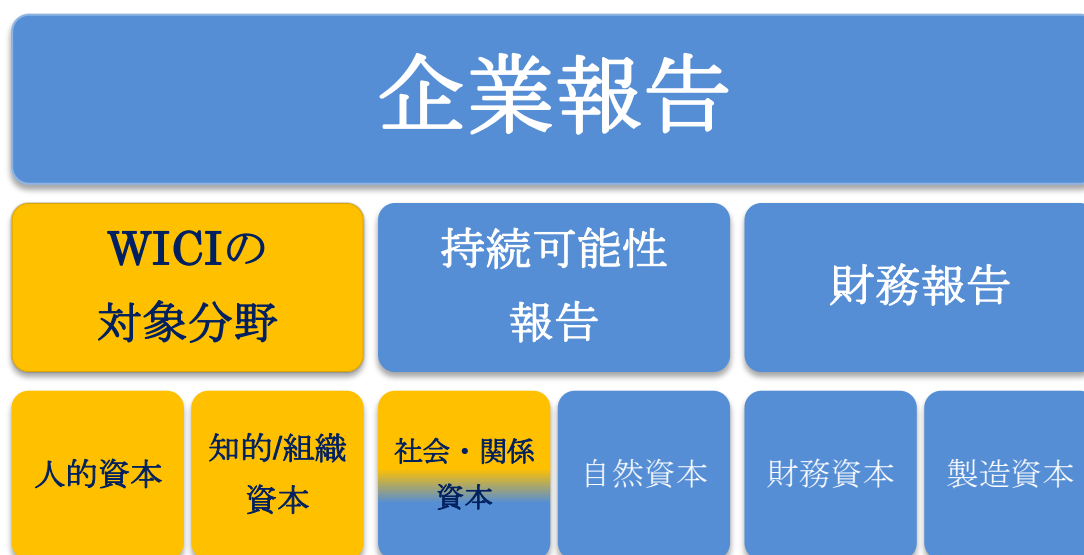 企業報告
WICIの
対象分野
持続可能性
報告
財務報告
人的資本
知的/組織
資本
社会・関係
資本
自然資本
財務資本
製造資本